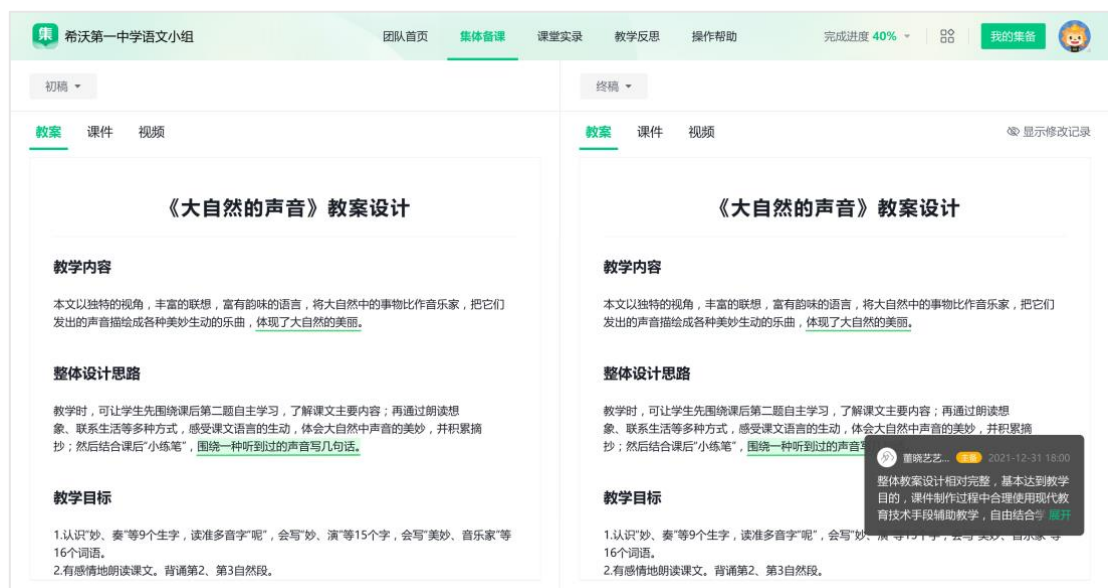 集 希沃第一中学语文小组 团队首页 集体备课 课堂实录 教学反思 操作帮助 完成进度 40% 我的集备
初稿
教案 课件 视频
《大自然的声音》教案设计
教学内容
本文以独特的视角，丰富的联想，富有韵味的语言，将大自然中的事物比作音乐家，把它们
发出的声音描绘成各种美妙生动的乐曲，体现了大自然的美丽。
整体设计思路
教学时，可让学生先围绕课后第二题自主学习，了解课文主要内容；再通过朗读想
象、联系生活等多种方式，感受课文语言的生动，体会大自然中声音的美妙，并积累摘
抄；然后结合课后“小练笔”，围绕一种听到过的声音写几句话。
教学目标
1.认识“妙、奏”等9个生字，读准多音字“呢”，会写“妙、演”等15个字，会写“美妙、音乐家”等
16个词语。
2.有感情地朗读课文。背诵第2、第3自然段。
终稿
教案 课件 视频 显示修改记录
《大自然的声音》教案设计
教学内容
本文以独特的视角，丰富的联想，富有韵味的语言，将大自然中的事物比作音乐家，把它们
发出的声音描绘成各种美妙生动的乐曲，体现了大自然的美丽。
整体设计思路
教学时，可让学生先围绕课后第二题自主学习，了解课文主要内容；再通过朗读想
象、联系生活等多种方式，感受课文语言的生动，体会大自然中声音的美妙，并积累摘
抄；然后结合课后“小练笔”，围绕一种听到过的声音
董晓艺艺... 主备 2021-12-31 18:00
整体教案设计相对完整，基本达到教学
目的，课件制作过程中合理使用现代教
育技术手段辅助教学，自由结合 展开
教学目标
1.认识“妙、奏”等9个生字，读准多音字“呢”，会写“妙、演”等15个字，会写“美妙、音乐家”等
16个词语。
2.有感情地朗读课文。背诵第2、第3自然段。